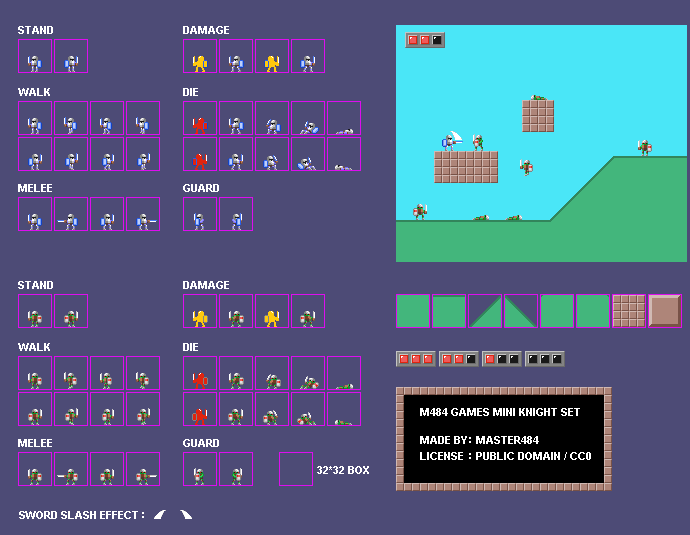 STAND
DAMAGE
WALK
DIE
MELEE
GUARD
STAND
DAMAGE
WALK
DIE
MELEE
GUARD
32*32 BOX
SWORD SLASH EFFECT :
M484 GAMES MINI KNIGHT SET
MADE BY: MASTER484
LICENSE : PUBLIC DOMAIN / CC0